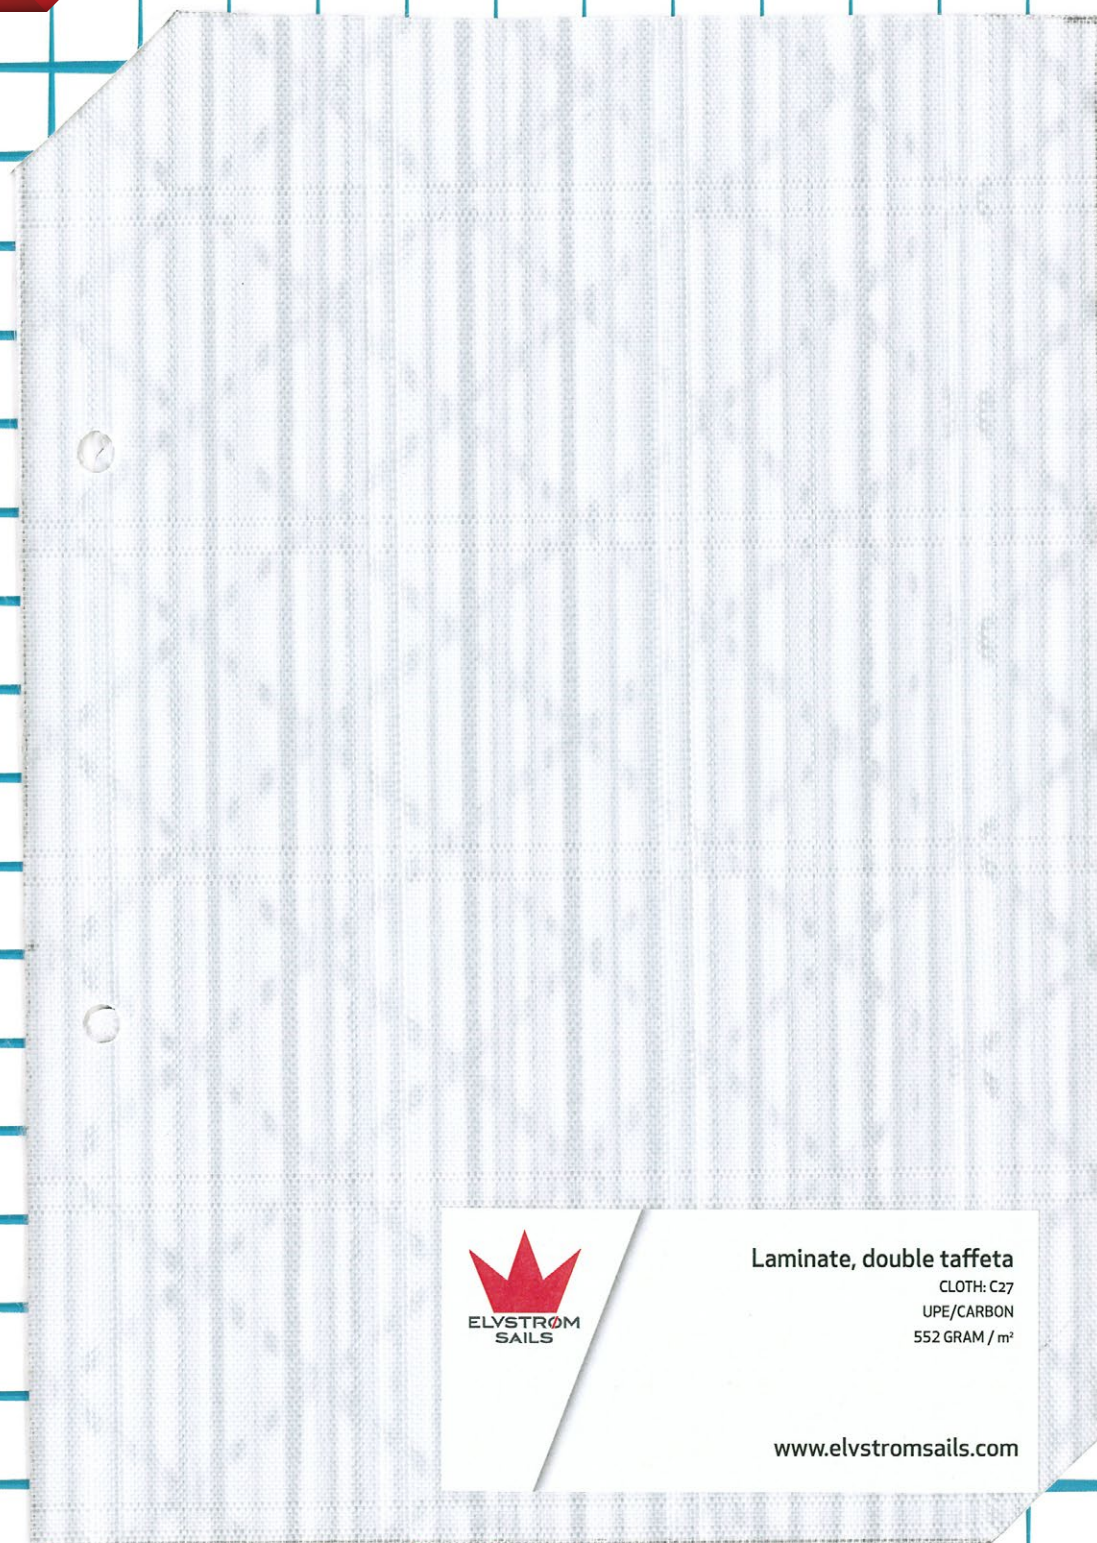 ELVSTRØM
SAILS
Laminate, double taffeta
CLOTH: C27
UPE/CARBON
552 GRAM / m²
www.elvstromsails.com